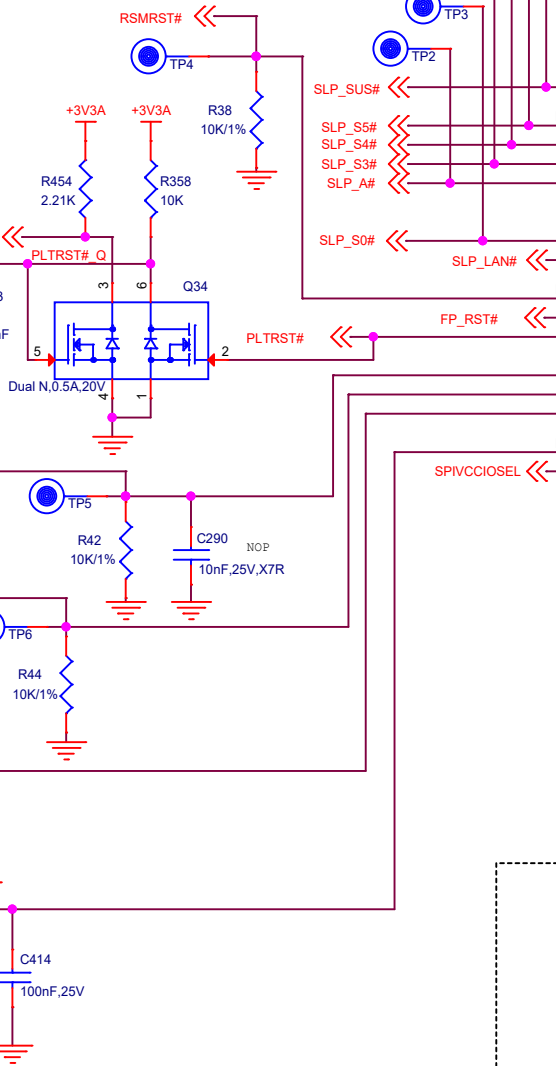 TP3
RSMRST#
TP4
TP2
SLP_SUS#
+3V3A
+3V3A
R38
10K/1%
SLP_S5#
SLP_S4#
SLP_S3#
SLP_A#
R454
2.21K
R358
10K
SLP_S0#
PLTRST#_Q
SLP_LAN#
3
6
Q34
FP_RST#
PLTRST#
5
2
Dual N,0.5A,20V
4
1
SPIVCCIOSEL
TP5
R42
10K/1%
C290
NOP
10nF,25V,X7R
TP6
R44
10K/1%
C414
100nF,25V